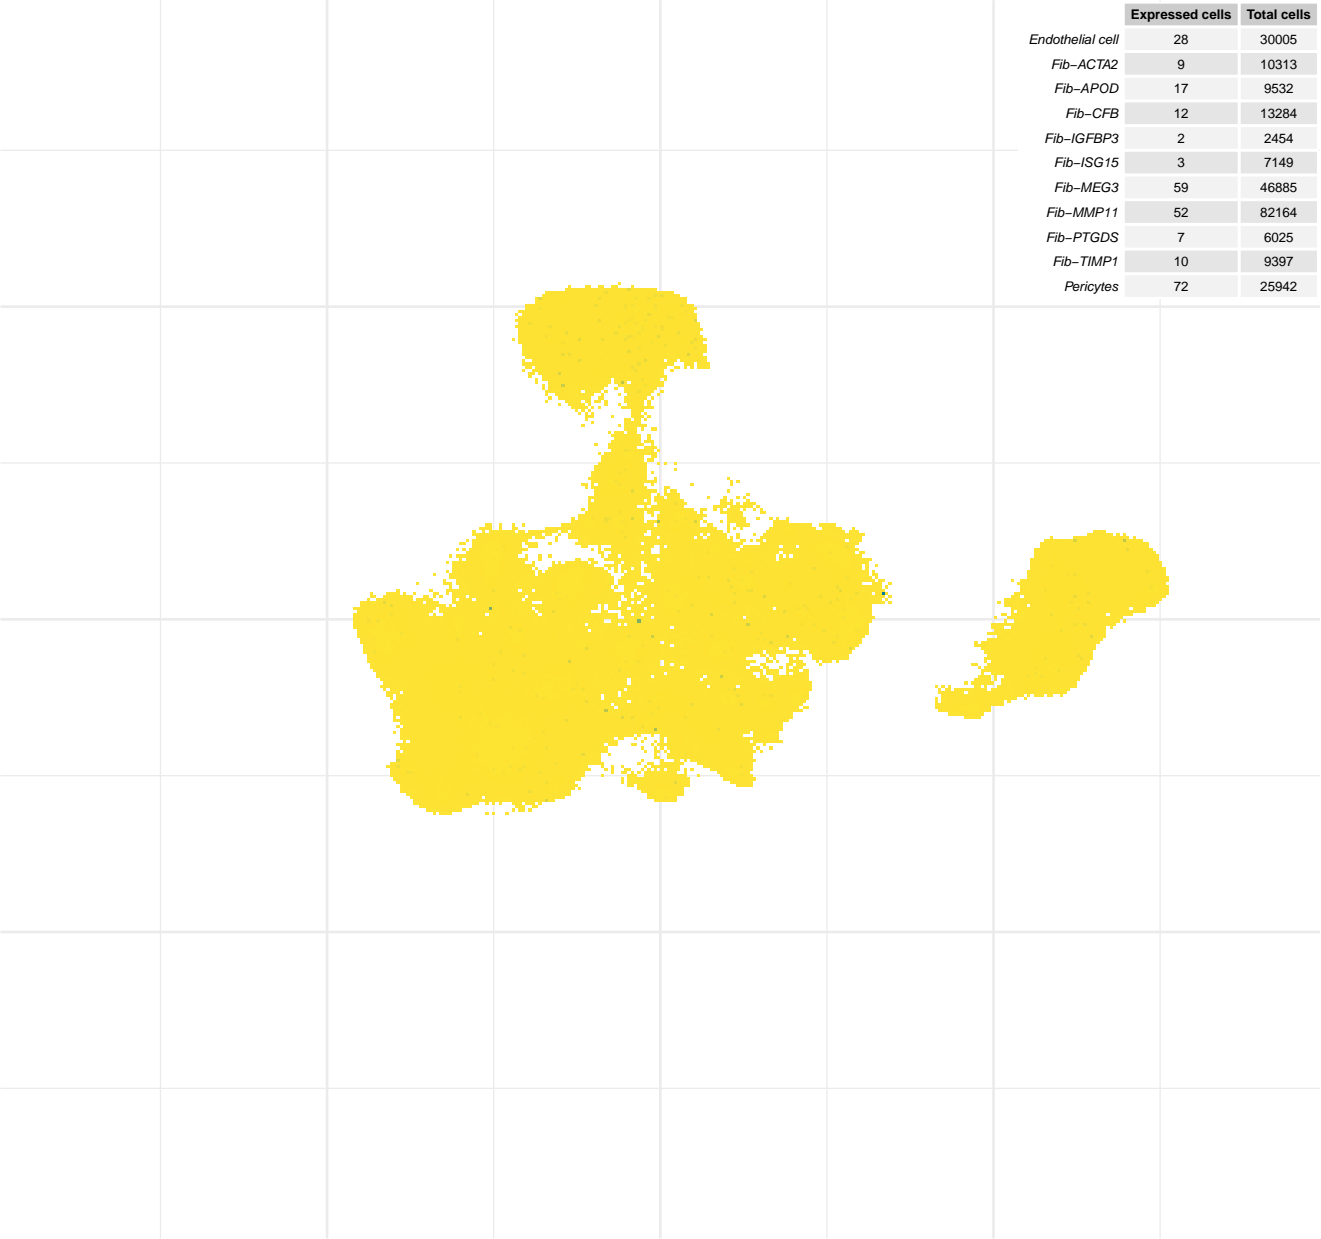 Expressed cells Total cells
Endothelial cell 28 30005
Fib−ACTA2 9 10313
Fib−APOD 17 9532
Fib−CFB 12 13284
Fib−IGFBP3 2 2454
Fib−ISG15 3 7149
Fib−MEG3 59 46885
Fib−MMP11 52 82164
Fib−PTGDS 7 6025
Fib−TIMP1 10 9397
Pericytes 72 25942